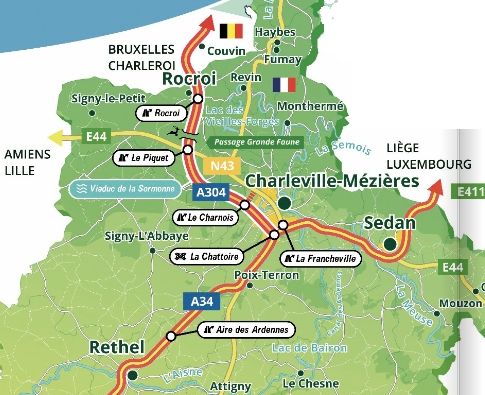 BRUXELLES
CHARLEROI
Couvin
Haybes
Fumay
Rocroi
Revin
Signy-le-Petit
Rocroi
Lac des
Vieilles-Forges
Monthermé
E44
Le Piquet
Passage Grande Faune
La Semois
AMIENS
LILLE
N43
LIÈGE
LUXEMBOURG
Viaduc de la Sormonne
A304
Charleville-Mézières
E411
Le Charnois
Sedan
Signy-L'Abbaye
La Chattoire
La Francheville
E44
Poix-Terron
A34
La Meuse
Mouzon
Aire des Ardennes
Rethel
Lac de Bairon
L'Aisne
Attigny
Le Chesne